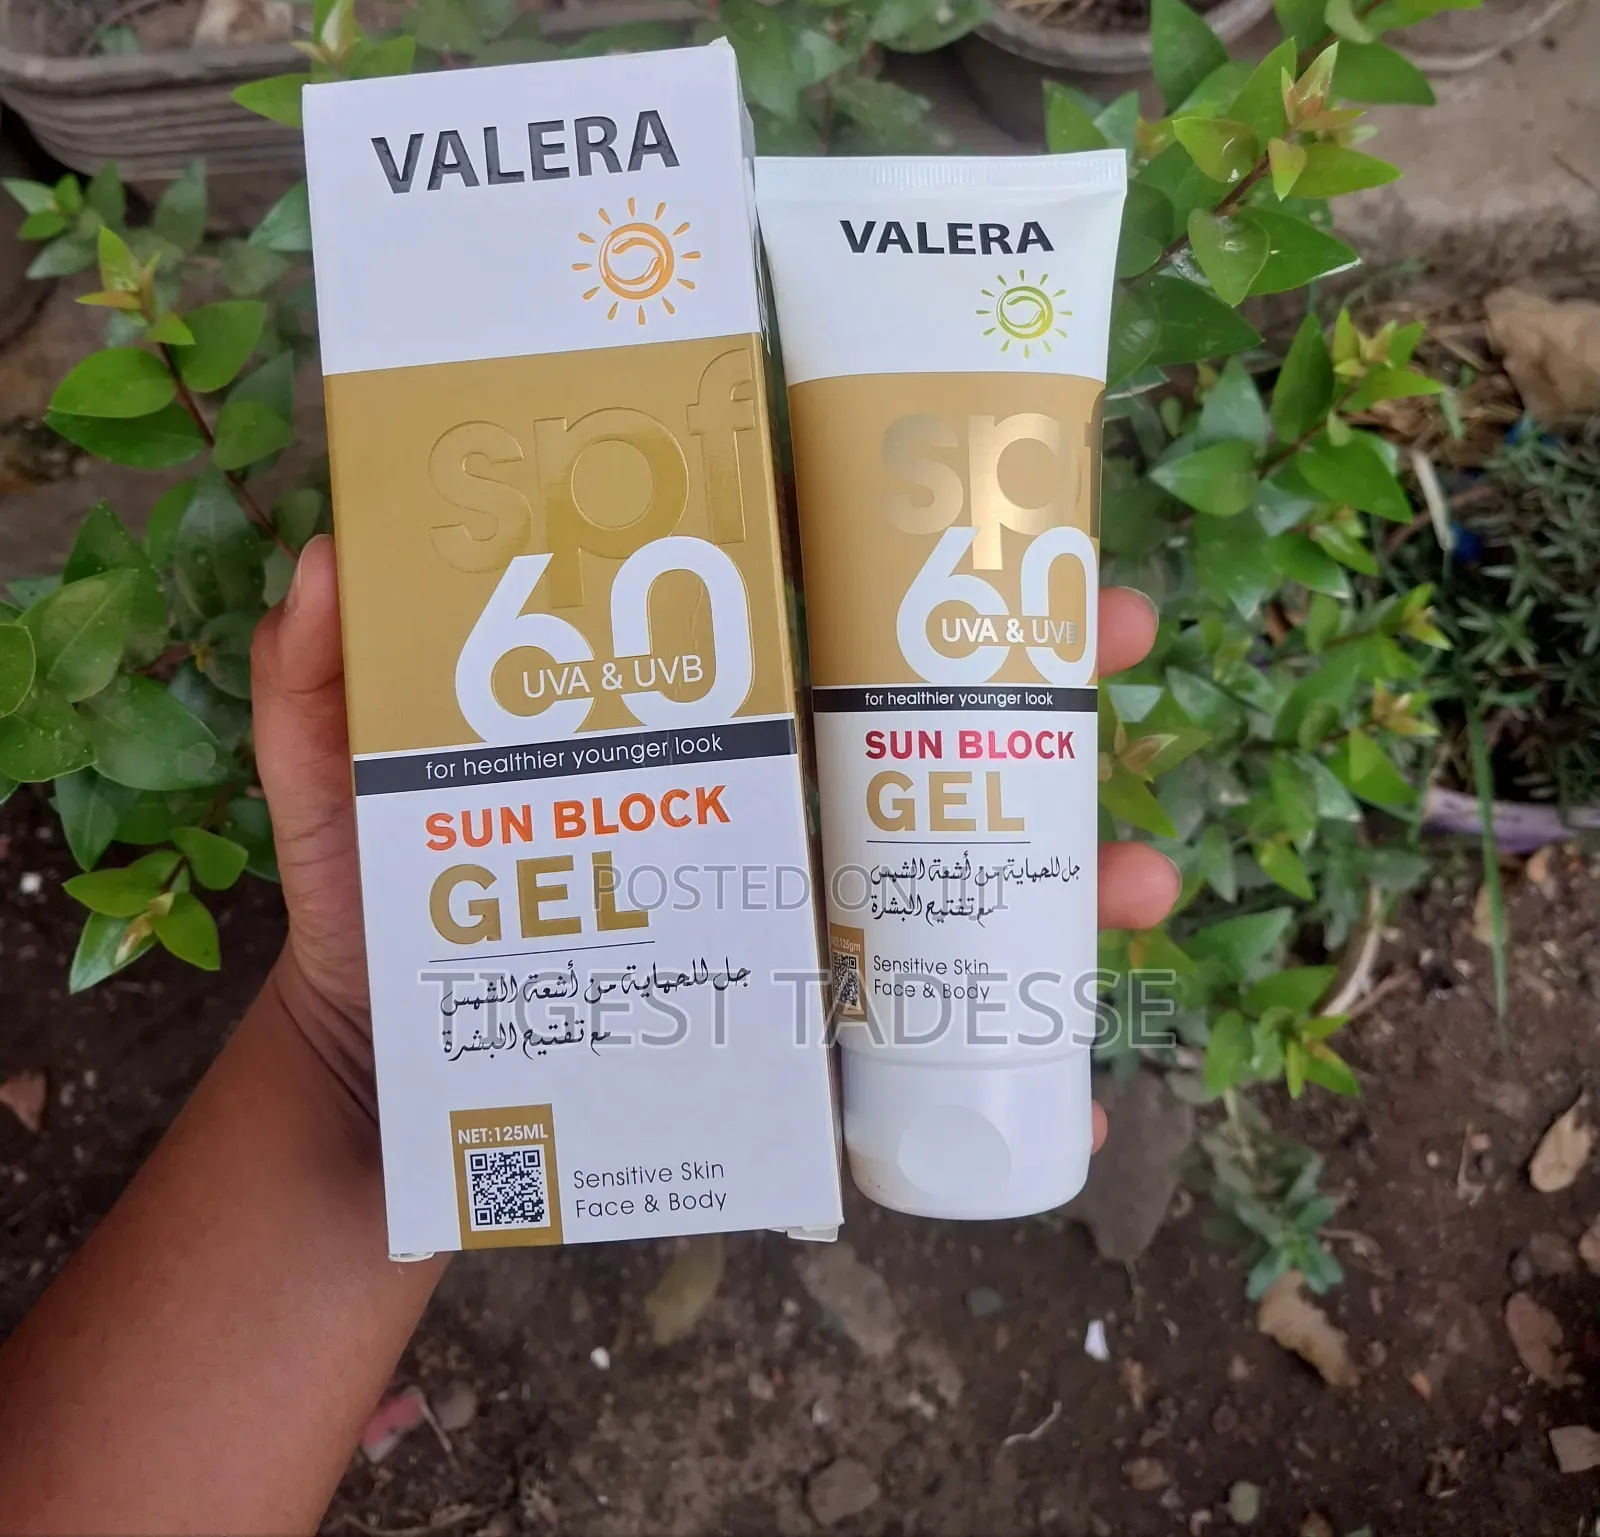 VALERA
spf
60
UVA & UVB
for healthier younger look
SUN BLOCK
GEL
جل للحماية من أشعة الشمس
مع تفتيح البشرة
NET:125ML
Sensitive Skin
Face & Body
VALERA
spf
60
UVA & UVB
for healthier younger look
SUN BLOCK
GEL
جل للحماية من أشعة الشمس
مع تفتيح البشرة
125gm
Sensitive Skin
Face & Body
POSTED ON JIJI
TIGEST TADESSE